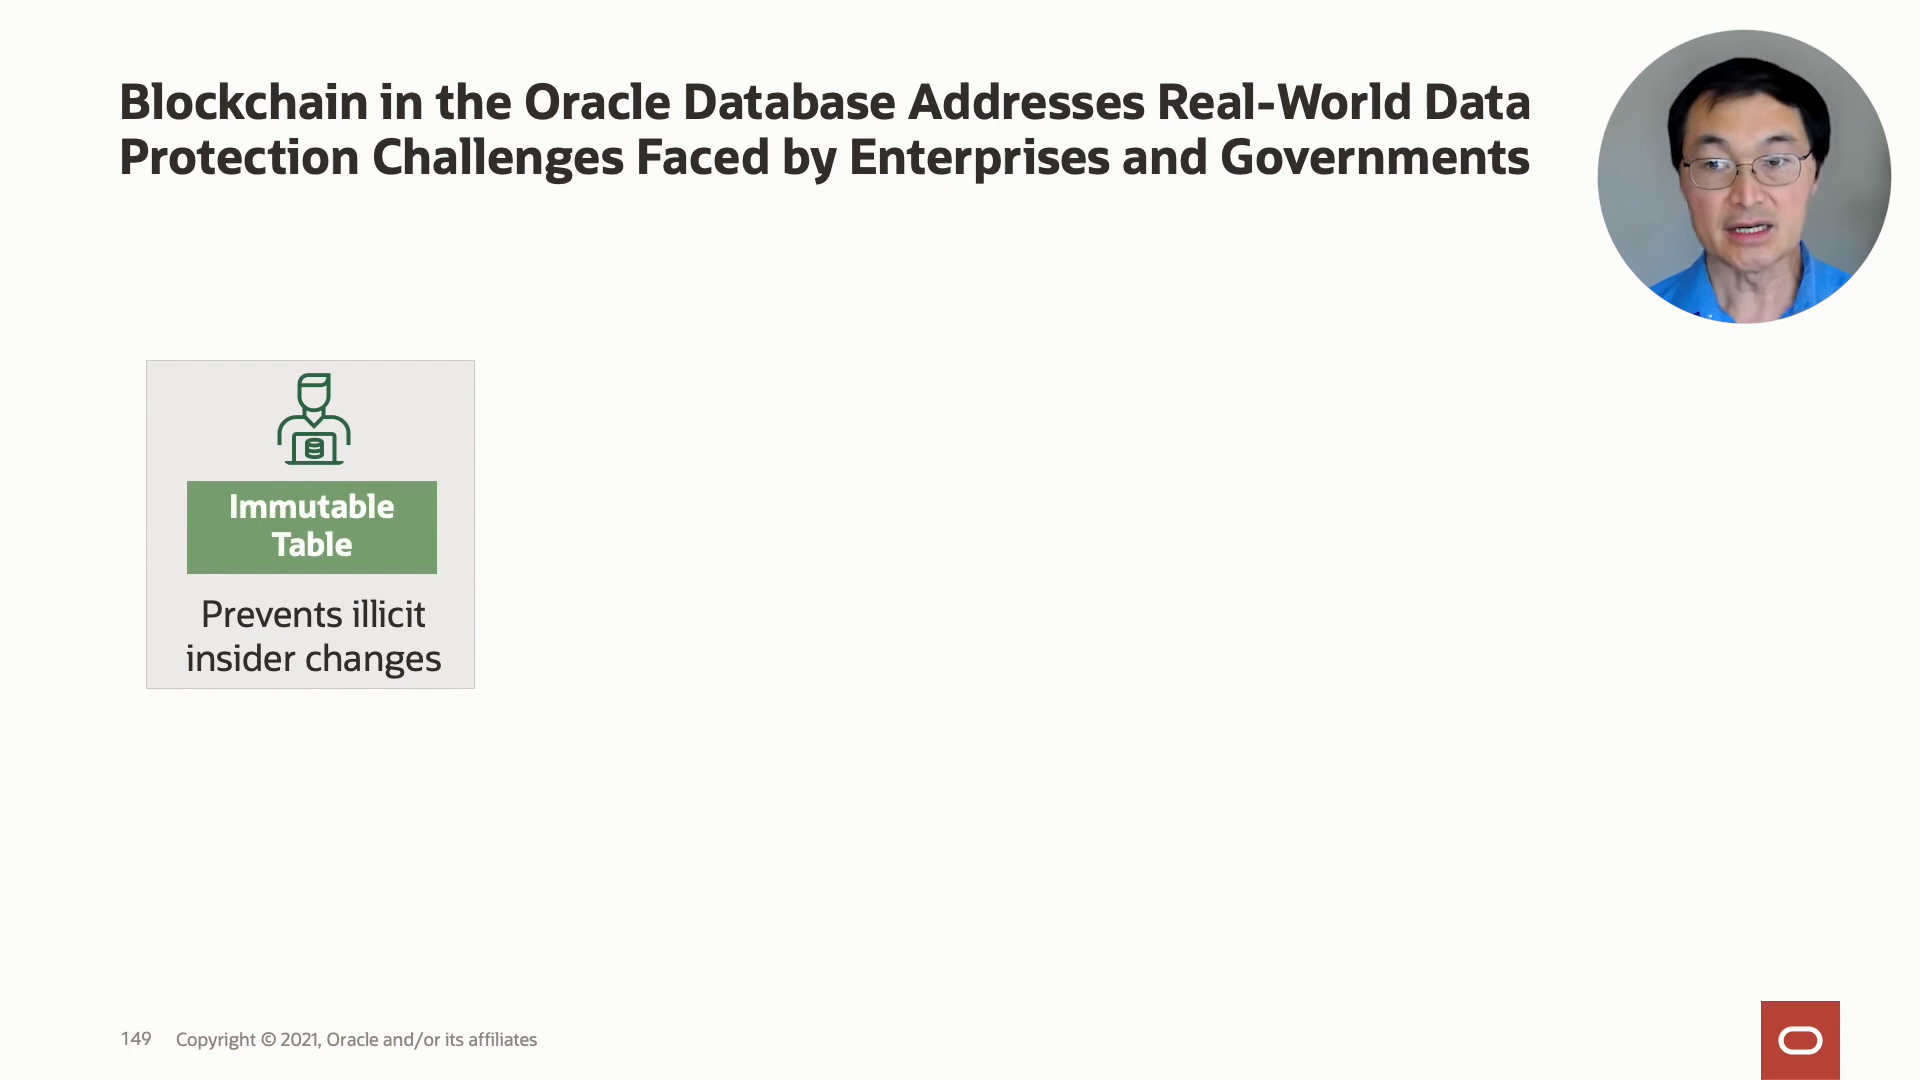 Blockchain in the Oracle Database Addresses Real-World Data
Protection Challenges Faced by Enterprises and Governments
Immutable
Table
Prevents illicit
insider changes
149 Copyright © 2021, Oracle and/or its affiliates